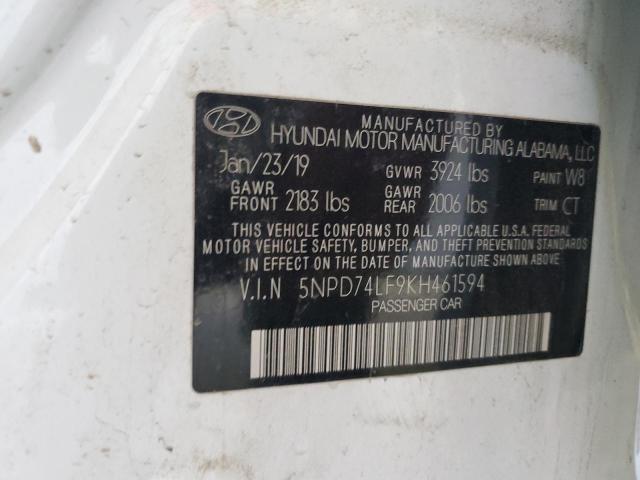 MANUFACTURED BY
HYUNDAI MOTOR MANUFACTURING ALABAMA, LLC
Jan/23/19 GVWR 3924 lbs PAINT W8
GAWR FRONT 2183 lbs GAWR REAR 2006 lbs TRIM CT
THIS VEHICLE CONFORMS TO ALL APPLICABLE U.S.A. FEDERAL
MOTOR VEHICLE SAFETY, BUMPER, AND THEFT PREVENTION STANDARDS
IN EFFECT ON THE DATE OF MANUFACTURE SHOWN ABOVE.
V.I.N 5NPD74LF9KH461594
PASSENGER CAR